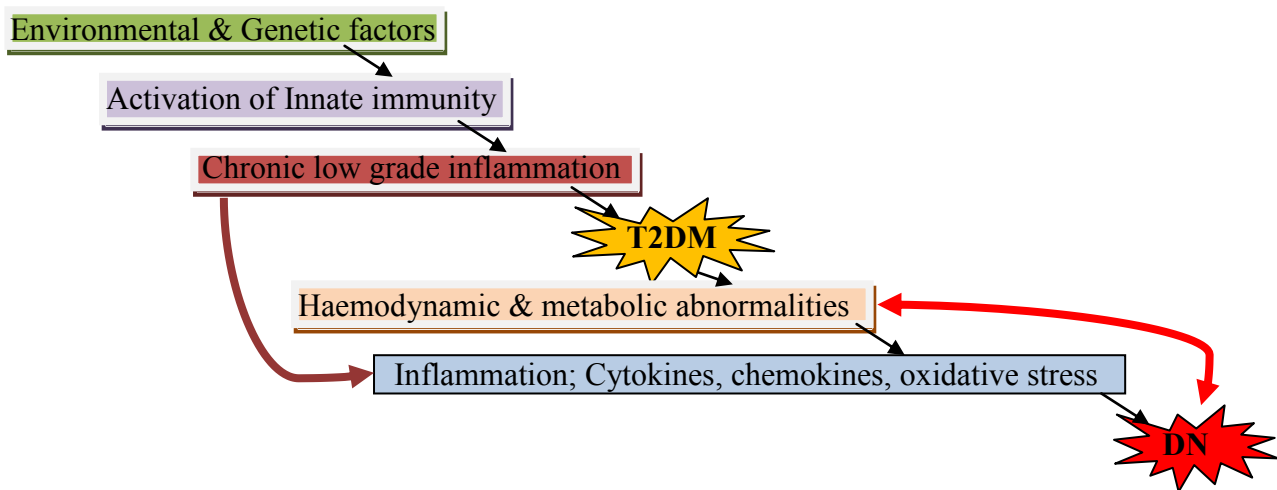 Environmental & Genetic factors
Activation of Innate immunity
Chronic low grade inflammation
T2DM
Haemodynamic & metabolic abnormalities
Inflammation; Cytokines, chemokines, oxidative stress
DN